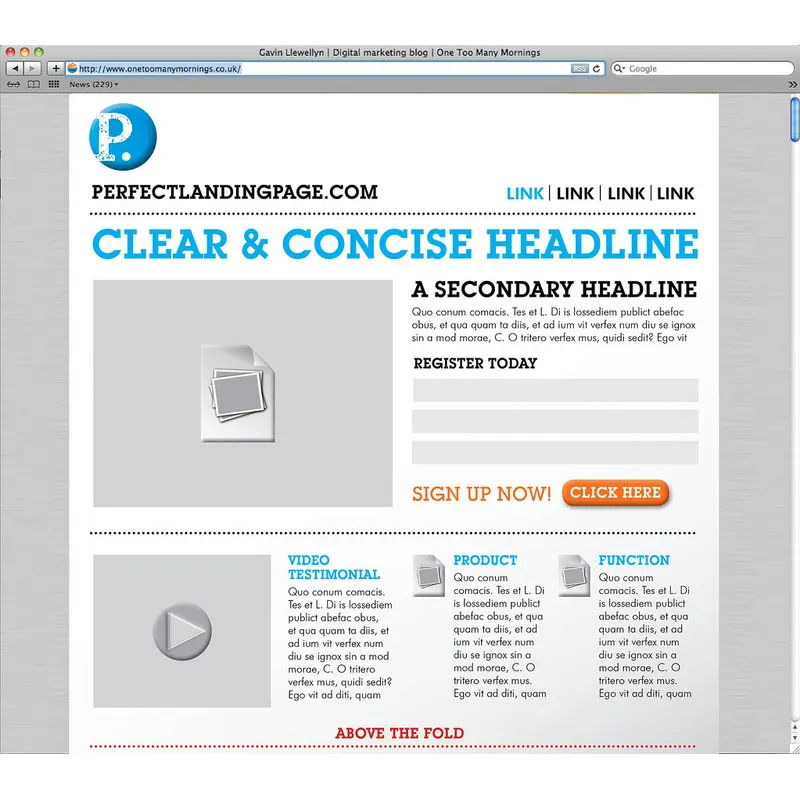 Gavin Llewellyn | Digital marketing blog | One Too Many Mornings
http://www.onetoomanymornings.co.uk/
RSS
Google
News (229)
P.
PERFECTLANDINGPAGE.COM
LINK | LINK | LINK | LINK
CLEAR & CONCISE HEADLINE
A SECONDARY HEADLINE
Quo conum comacis. Tes et L. Di is lossediem publict abefac
obus, et qua quam ta diis, et ad ium vit verfex num diu se ignox
sin a mod morae, C. O tritero verfex mus, quidi sedit? Ego vit
REGISTER TODAY
SIGN UP NOW!
CLICK HERE
VIDEO
TESTIMONIAL
Quo conum comacis.
Tes et L. Di is lossediem
publict abefac obus,
et qua quam ta diis, et
ad ium vit verfex num
diu se ignox sin a mod
morae, C. O tritero
verfex mus, quidi sedit?
Ego vit ad diti, quam
PRODUCT
Quo conum
comacis. Tes et L. Di
is lossediem publict
abefac obus, et qua
quam ta diis, et ad
ium vit verfex num
diu se ignox sin a
mod morae, C. O
tritero verfex mus.
Ego vit ad diti, quam
FUNCTION
Quo conum
comacis. Tes et L. Di
is lossediem publict
abefac obus, et qua
quam ta diis, et ad
ium vit verfex num
diu se ignox sin a
mod morae, C. O
tritero verfex mus.
Ego vit ad diti, quam
ABOVE THE FOLD